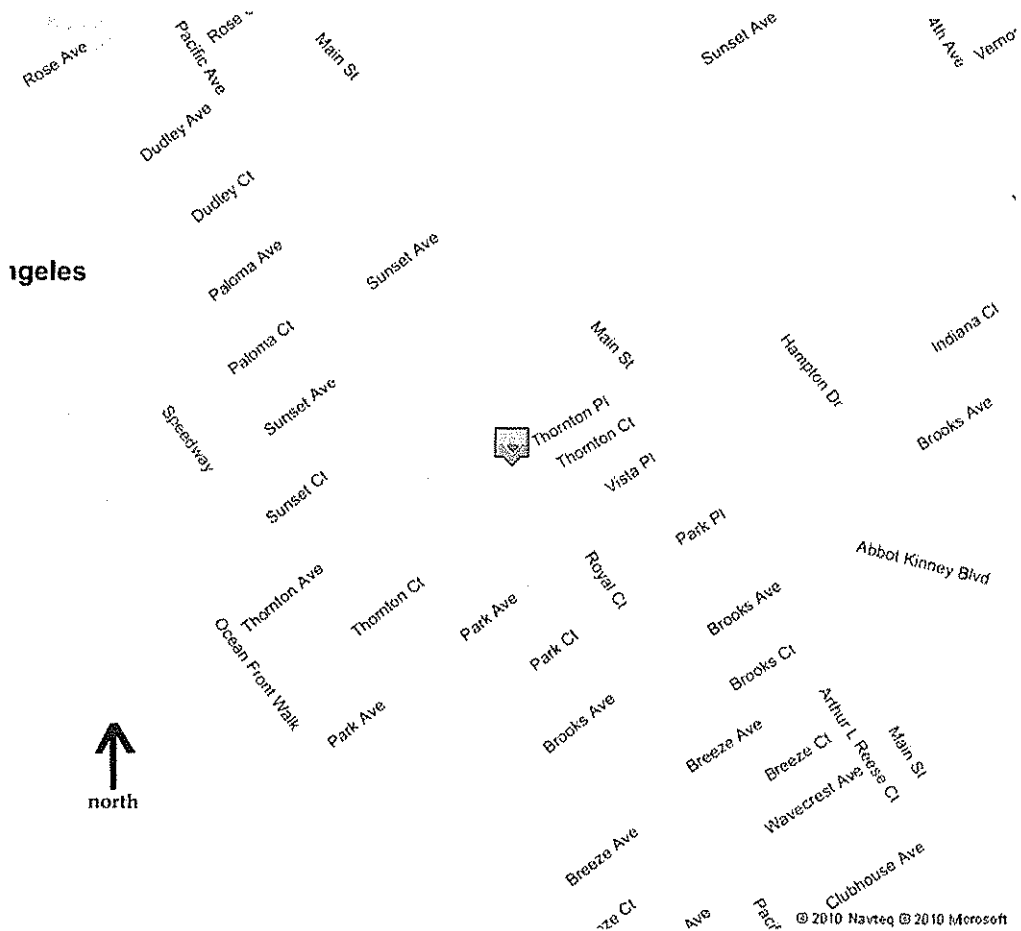 Rose Ave
Pacific Ave
Rose
Main St
Sunset Ave
4th Ave
Dudley Ave
Dudley Ct
Paloma Ave
Sunset Ave
Paloma Ct
Main St
Hampton Dr
Indiana Ct
Speedway
Sunset Ave
Thornton Pl
Thornton Ct
Brooks Ave
Vista Pl
Sunset Ct
Park Pl
Abbot Kinney Blvd
Thornton Ave
Thornton Ct
Park Ave
Royal Ct
Brooks Ave
Ocean Front Walk
Park Ct
Brooks Ct
Park Ave
Brooks Ave
Breeze Ave
Breeze Ct
Arthur L Reese Ct
Main St
north
Wavecrest Ave
Breeze Ave
Clubhouse Ave
Ave
© 2010 Navteq © 2010 Microsoft